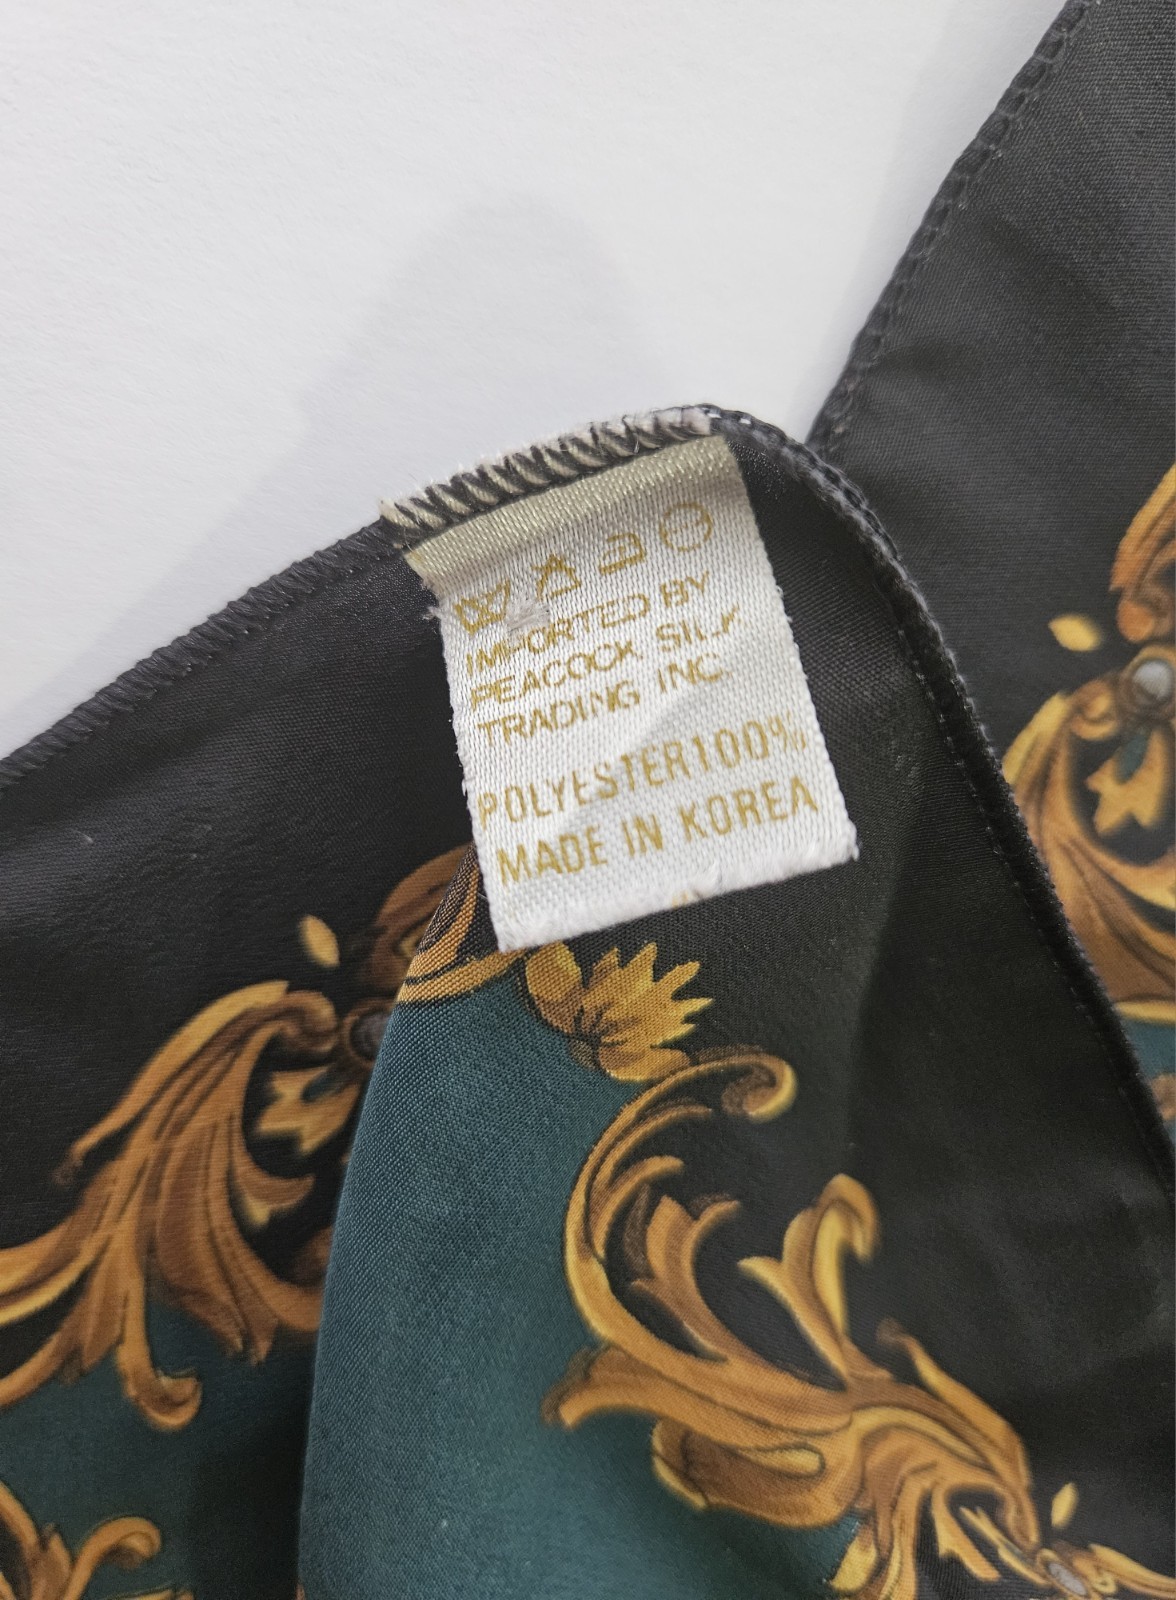 IMPORTED BY
PEACOCK SILK
TRADING INC.
POLYESTER100%
MADE IN KOREA